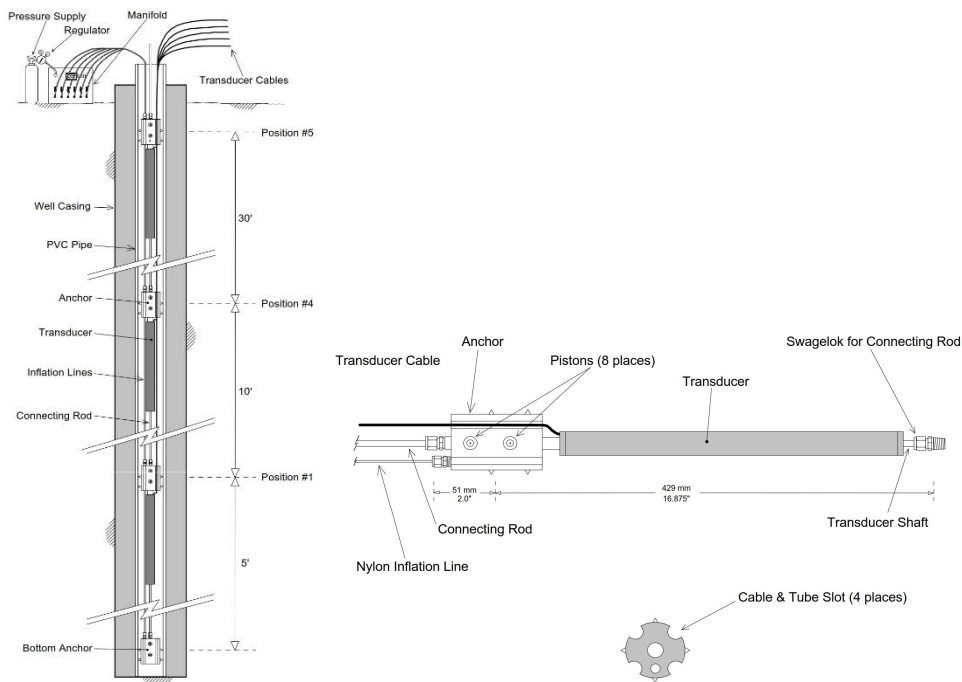 Pressure Supply
Manifold
Regulator
Transducer Cables
Position #5
Well Casing
30'
PVC Pipe
Anchor
Position #4
Transducer
Inflation Lines
10'
Connecting Rod
Position #1
5'
Bottom Anchor
Anchor
Swagelok for Connecting Rod
Transducer Cable
Pistons (8 places)
Transducer
51 mm
2.0"
429 mm
16.875"
Connecting Rod
Transducer Shaft
Nylon Inflation Line
Cable & Tube Slot (4 places)